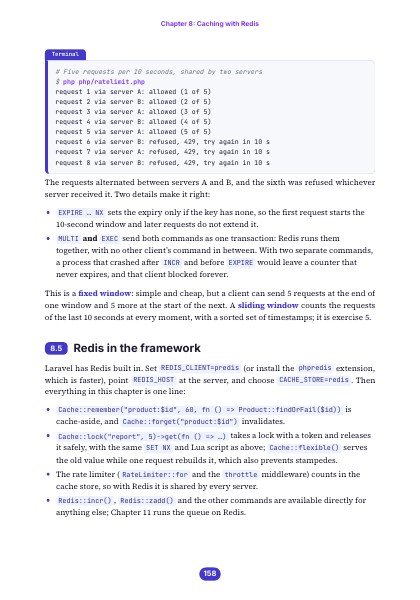 Chapter 8: Caching with Redis
Terminal
# Five requests per 10 seconds, shared by two servers
$ php php/ratelimit.php
request 1 via server A: allowed (1 of 5)
request 2 via server B: allowed (2 of 5)
request 3 via server A: allowed (3 of 5)
request 4 via server B: allowed (4 of 5)
request 5 via server A: allowed (5 of 5)
request 6 via server B: refused, 429, try again in 10 s
request 7 via server A: refused, 429, try again in 10 s
request 8 via server B: refused, 429, try again in 10 s
The requests alternated between servers A and B, and the sixth was refused whichever
server received it. Two details make it right:
• EXPIRE … NX sets the expiry only if the key has none, so the first request starts the
10-second window and later requests do not extend it.
• MULTI and EXEC send both commands as one transaction: Redis runs them
together, with no other client's command in between. With two separate commands,
a process that crashed after INCR and before EXPIRE would leave a counter that
never expires, and that client blocked forever.
This is a fixed window: simple and cheap, but a client can send 5 requests at the end of
one window and 5 more at the start of the next. A sliding window counts the requests
of the last 10 seconds at every moment, with a sorted set of timestamps; it is exercise 5.
8.5 Redis in the framework
Laravel has Redis built in. Set REDIS_CLIENT=predis (or install the phpredis extension,
which is faster), point REDIS_HOST at the server, and choose CACHE_STORE=redis. Then
everything in this chapter is one line:
• Cache::remember("product:$id", 60, fn () => Product::findOrFail($id)) is
cache-aside, and Cache::forget("product:$id") invalidates.
• Cache::lock("report", 5)->get(fn () => …) takes a lock with a token and releases
it safely, with the same SET NX and Lua script as above; Cache::flexible() serves
the old value while one request rebuilds it, which also prevents stampedes.
• The rate limiter (RateLimiter::for and the throttle middleware) counts in the
cache store, so with Redis it is shared by every server.
• Redis::incr(), Redis::zadd() and the other commands are available directly for
anything else; Chapter 11 runs the queue on Redis.
158